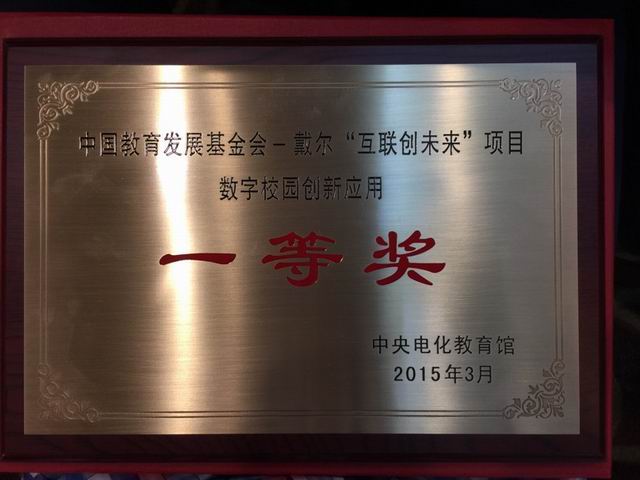 中国教育发展基金会－戴尔“互联创未来”项目
数字校园创新应用
一等奖
中央电化教育馆
2015年3月